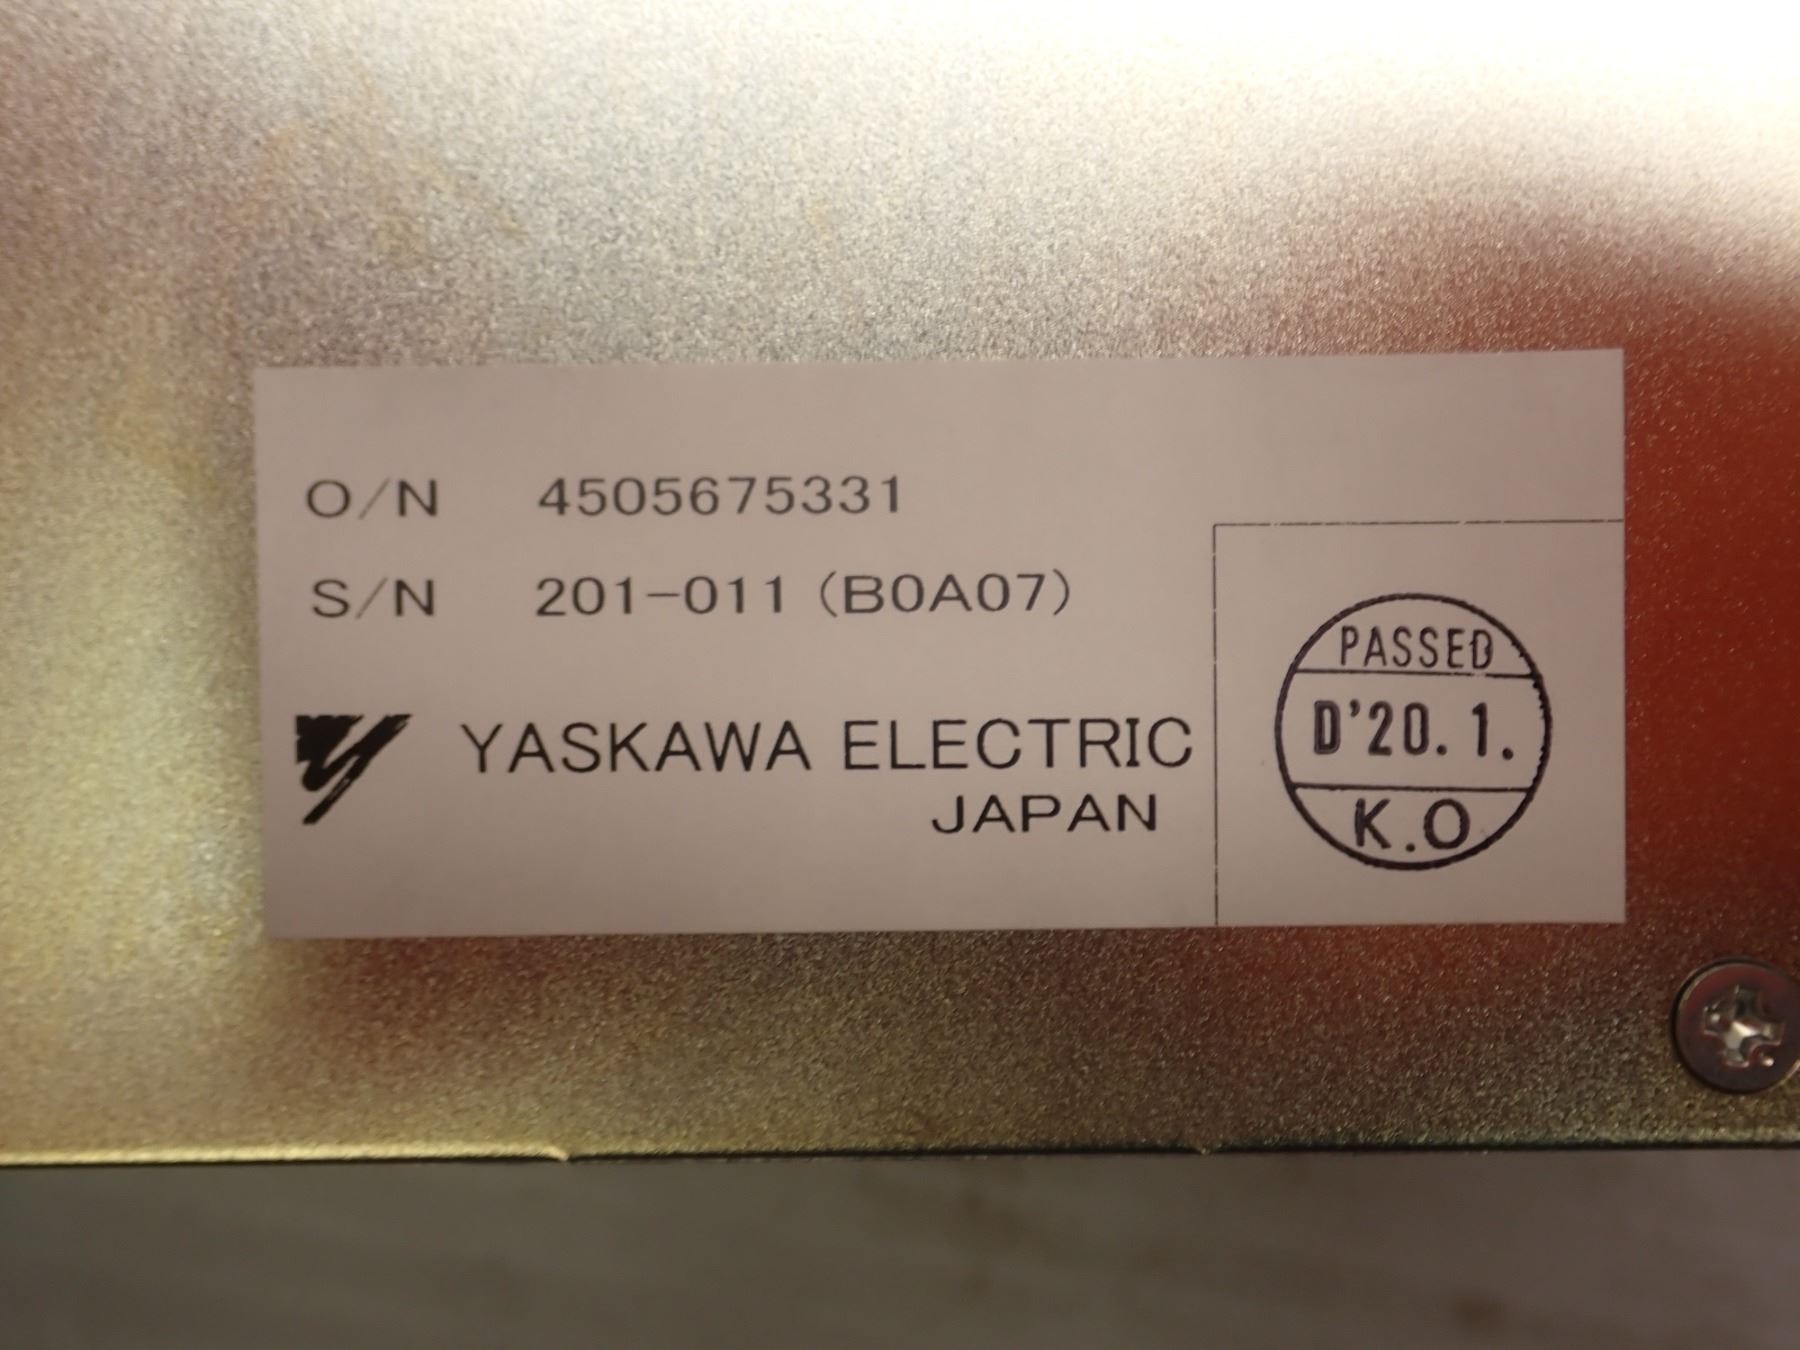 O/N 4505675331
S/N 201-011 (B0A07)
YASKAWA ELECTRIC
JAPAN
PASSED
D'20.1.
K.O